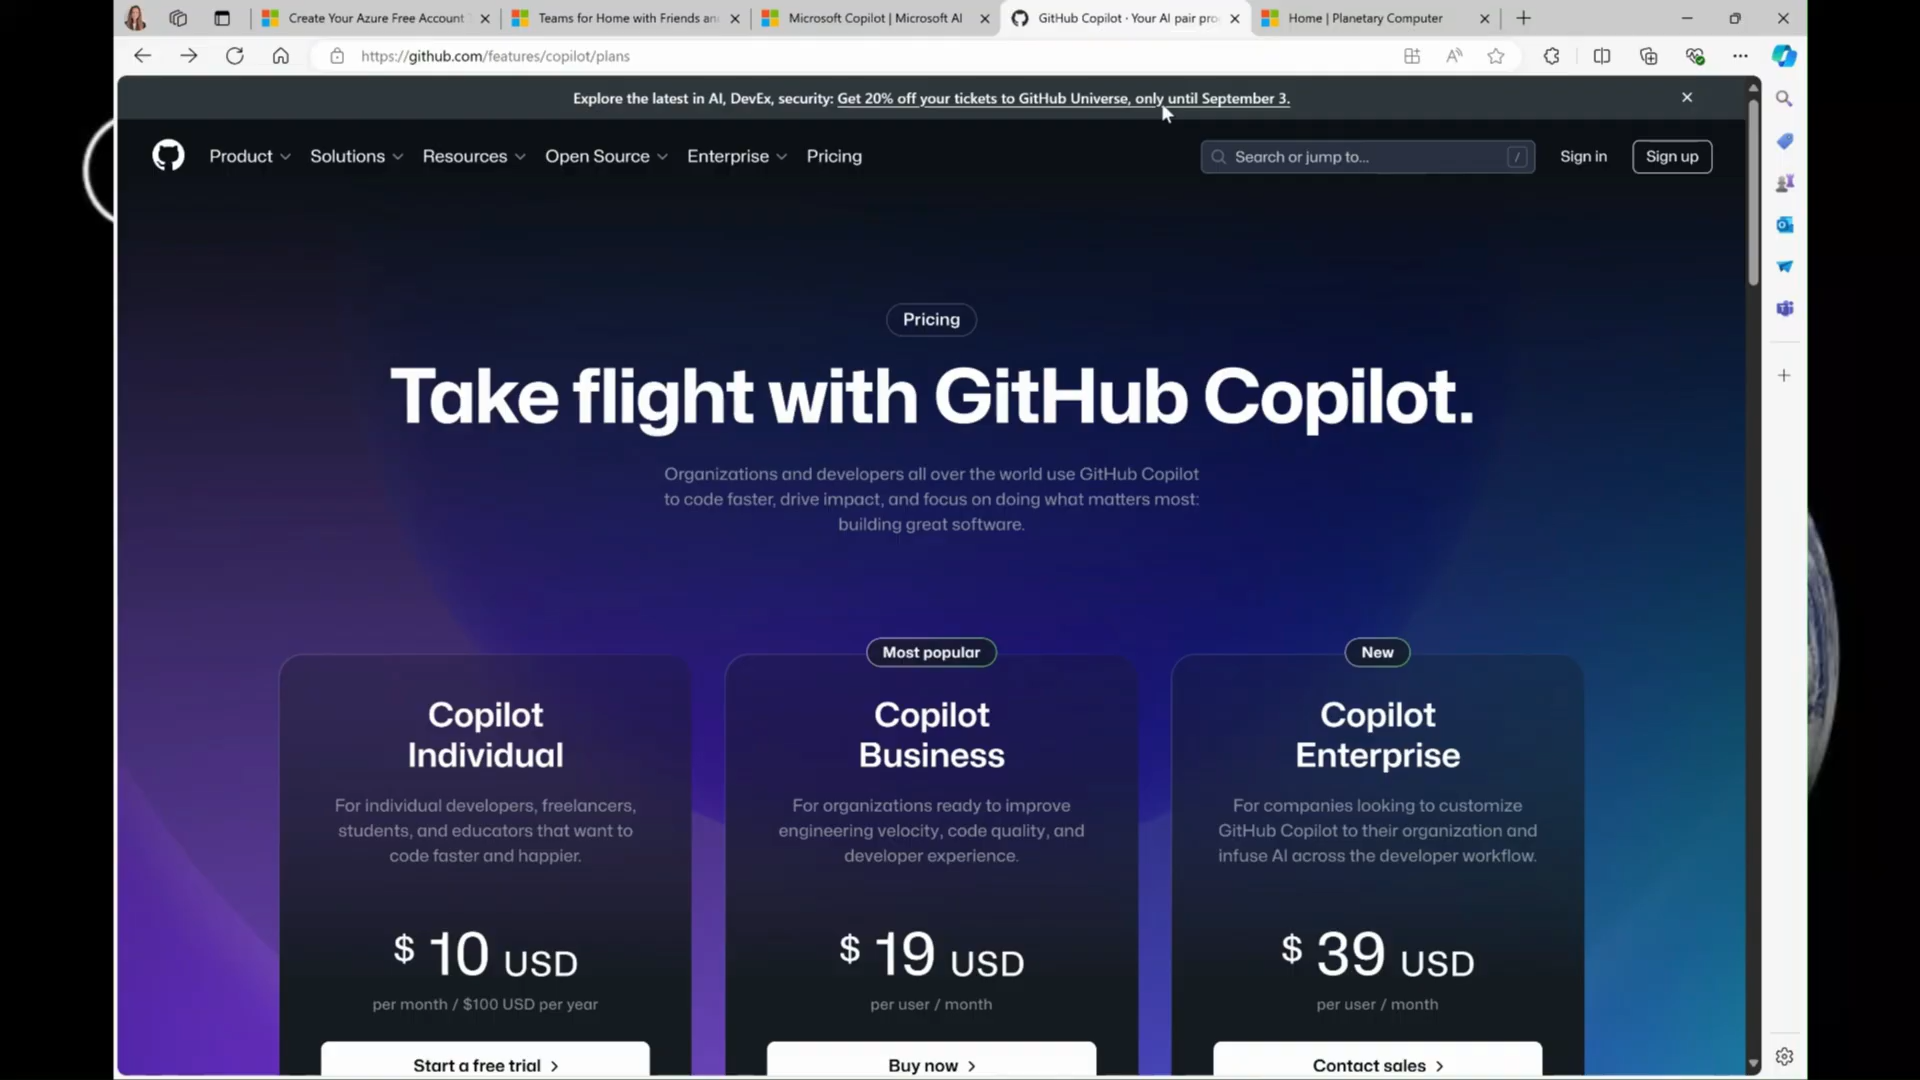 Create Your Azure Free Account
Teams for Home with Friends an
Microsoft Copilot | Microsoft AI
GitHub Copilot · Your AI pair pro
Home | Planetary Computer
https://github.com/features/copilot/plans
Explore the latest in AI, DevEx, security: Get 20% off your tickets to GitHub Universe, only until September 3.
Product
Solutions
Resources
Open Source
Enterprise
Pricing
Search or jump to...
/
Sign in
Sign up
Pricing
Take flight with GitHub Copilot.
Organizations and developers all over the world use GitHub Copilot
to code faster, drive impact, and focus on doing what matters most:
building great software.
Copilot
Individual
For individual developers, freelancers,
students, and educators that want to
code faster and happier.
$ 10 USD
per month / $100 USD per year
Start a free trial
Most popular
Copilot
Business
For organizations ready to improve
engineering velocity, code quality, and
developer experience.
$ 19 USD
per user / month
Buy now
New
Copilot
Enterprise
For companies looking to customize
GitHub Copilot to their organization and
infuse AI across the developer workflow.
$ 39 USD
per user / month
Contact sales